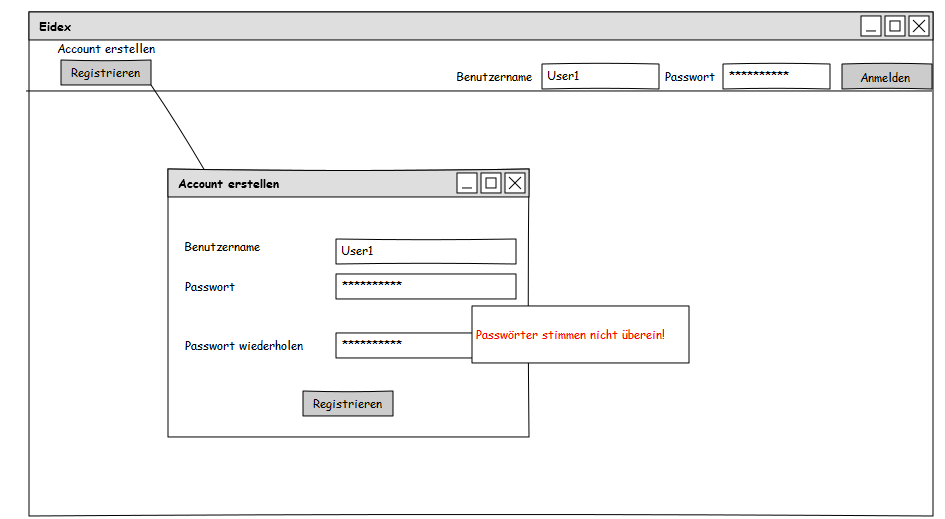 Eidex
Account erstellen
Registrieren
Benutzername User1 Passwort ********** Anmelden
Account erstellen
Benutzername User1
Passwort **********
Passwörter stimmen nicht überein!
Passwort wiederholen **********
Registrieren